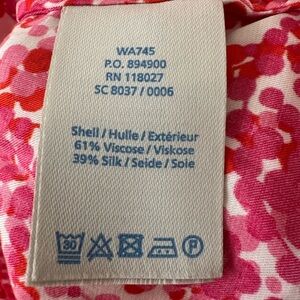 WA745
P.O. 894900
RN 118027
SC 8037 / 0006
Shell / Hulle / Extérieur
61% Viscose / Viskose
39% Silk / Seide / Soie
30
P